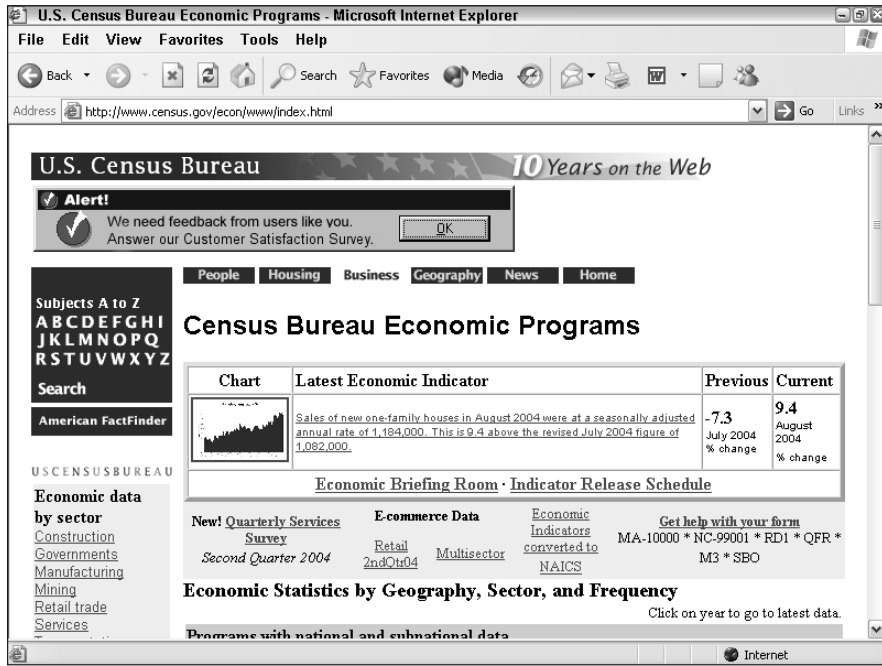 U.S. Census Bureau Economic Programs - Microsoft Internet Explorer
File Edit View Favorites Tools Help
Back Search Favorites Media
Address http://www.census.gov/econ/www/index.html Go Links »
U.S. Census Bureau 10 Years on the Web
Alert!
We need feedback from users like you.
Answer our Customer Satisfaction Survey.
OK
People Housing Business Geography News Home
Subjects A to Z
A B C D E F G H I
J K L M N O P Q
R S T U V W X Y Z
Search
American FactFinder
USCENSUSBUREAU
Economic data
by sector
Construction
Governments
Manufacturing
Mining
Retail trade
Services
Census Bureau Economic Programs
Chart Latest Economic Indicator Previous Current
Sales of new one-family houses in August 2004 were at a seasonally adjusted
annual rate of 1,184,000. This is 9.4 above the revised July 2004 figure of
1,082,000.
-7.3
July 2004
% change
9.4
August
2004
% change
Economic Briefing Room · Indicator Release Schedule
New! Quarterly Services
Survey
Second Quarter 2004
E-commerce Data
Retail
2ndQtr04
Multisector
Economic
Indicators
converted to
NAICS
Get help with your form
MA-10000 * NC-99001 * RD1 * QFR *
M3 * SBO
Economic Statistics by Geography, Sector, and Frequency
Click on year to go to latest data.
Programs with national and subnational data
Internet